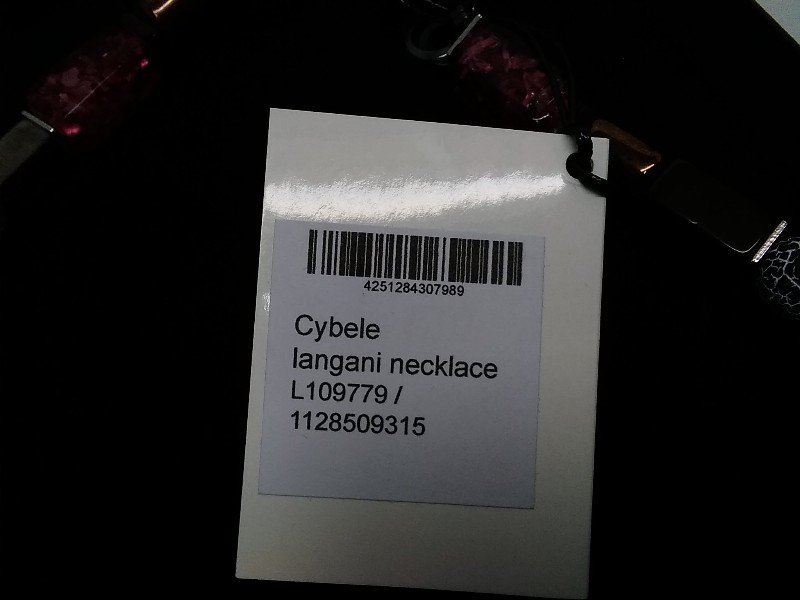 4251284307989
Cybele
langani necklace
L109779 /
1128509315